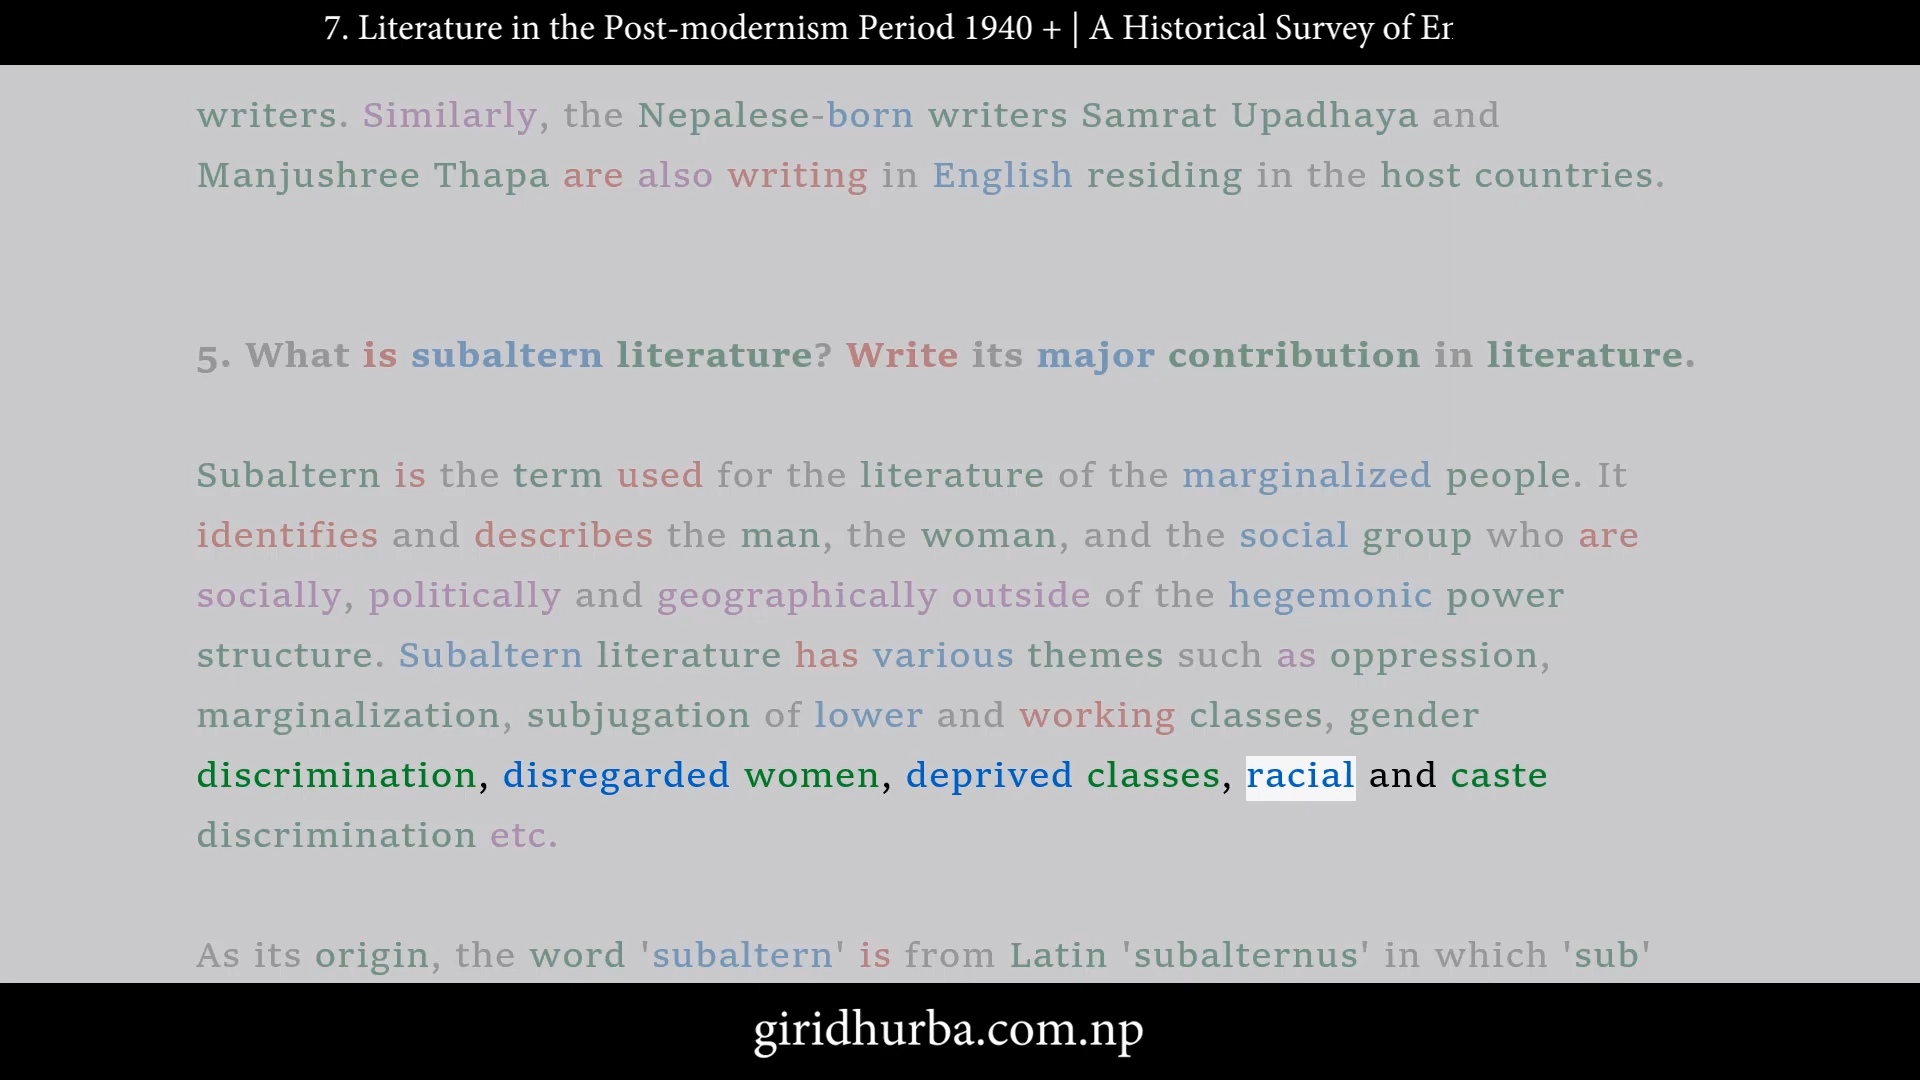 7. Literature in the Post-modernism Period 1940 + | A Historical Survey of Er
writers. Similarly, the Nepalese-born writers Samrat Upadhaya and
Manjushree Thapa are also writing in English residing in the host countries.
5. What is subaltern literature? Write its major contribution in literature.
Subaltern is the term used for the literature of the marginalized people. It
identifies and describes the man, the woman, and the social group who are
socially, politically and geographically outside of the hegemonic power
structure. Subaltern literature has various themes such as oppression,
marginalization, subjugation of lower and working classes, gender
discrimination, disregarded women, deprived classes, racial and caste
discrimination etc.
As its origin, the word 'subaltern' is from Latin 'subalternus' in which 'sub'
giridhurba.com.np